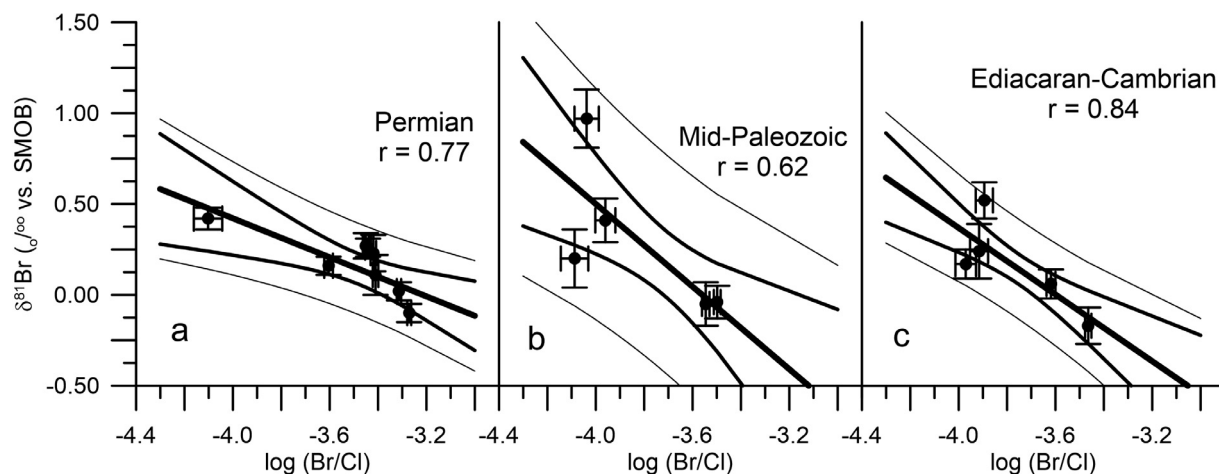 1.50
1.00
0.50
0.00
-0.50
δ⁸¹Br (ₒ/ᵒᵒ vs. SMOB)
Permian
r = 0.77
a
Mid-Paleozoic
r = 0.62
b
Ediacaran-Cambrian
r = 0.84
c
-4.4 -4.0 -3.6 -3.2 -4.4 -4.0 -3.6 -3.2 -4.4 -4.0 -3.6 -3.2
log (Br/Cl) log (Br/Cl) log (Br/Cl)